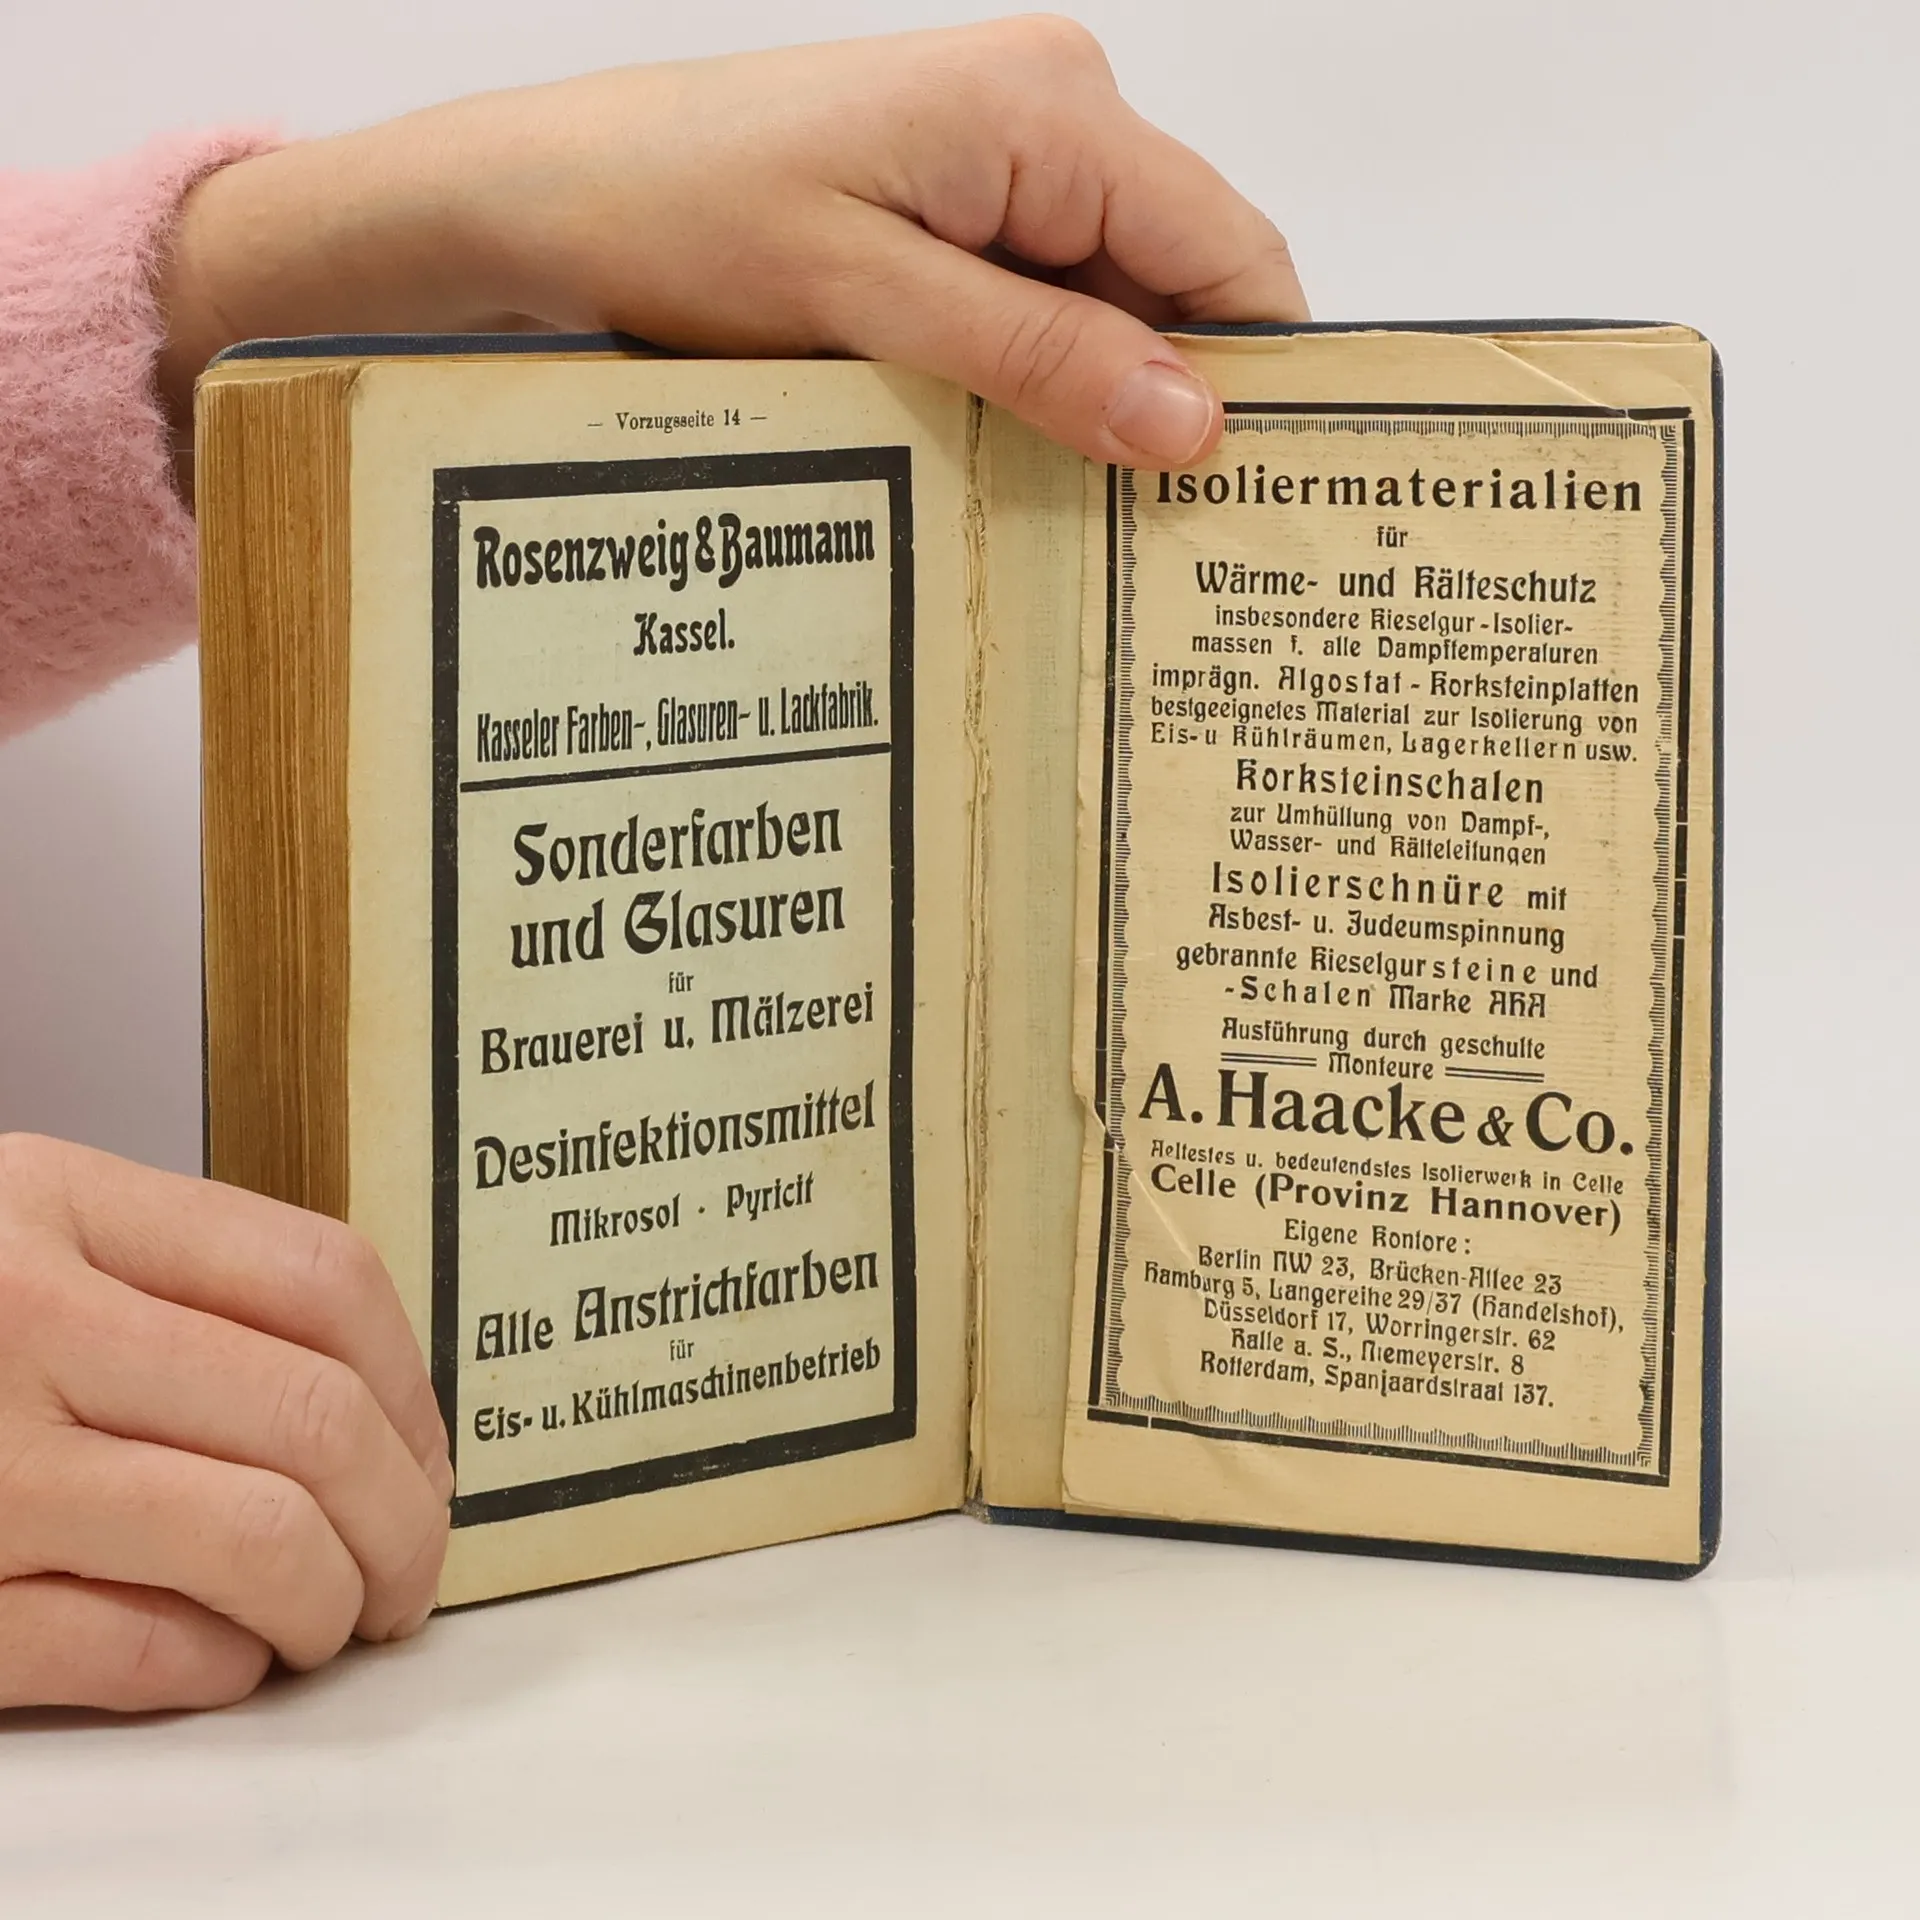 — Vorzugsseite 14 —
Rosenzweig & Baumann
Kassel.
Kasseler Farben-, Glasuren- u. Lackfabrik.
Sonderfarben
und Glasuren
für
Brauerei u. Mälzerei
Desinfektionsmittel
Mikrosol · Pyricit
Alle Anstrichfarben
für
Eis- u. Kühlmaschinenbetrieb
Isoliermaterialien
für
Wärme- und Kälteschutz
insbesondere Kieselgur-Isolier-
massen f. alle Dampftemperaturen
imprägn. Algostat-Korksteinplatten
bestgeeignetes Material zur Isolierung von
Eis- u Kühlräumen, Lagerkellern usw.
Korksteinschalen
zur Umhüllung von Dampf-,
Wasser- und Kälteleitungen
Isolierschnüre mit
Asbest- u. Judeumspinnung
gebrannte Kieselgursteine und
-Schalen Marke AHA
Ausführung durch geschulte
Monteure
A. Haacke & Co.
Aeltestes u. bedeutendstes Isolierwerk in Celle
Celle (Provinz Hannover)
Eigene Kontore:
Berlin NW 23, Brücken-Allee 23
Hamburg 5, Langereihe 29/37 (Handelshof),
Düsseldorf 17, Worringerstr. 62
Halle a. S., Niemeyerstr. 8
Rotterdam, Spanjaardstraat 137.